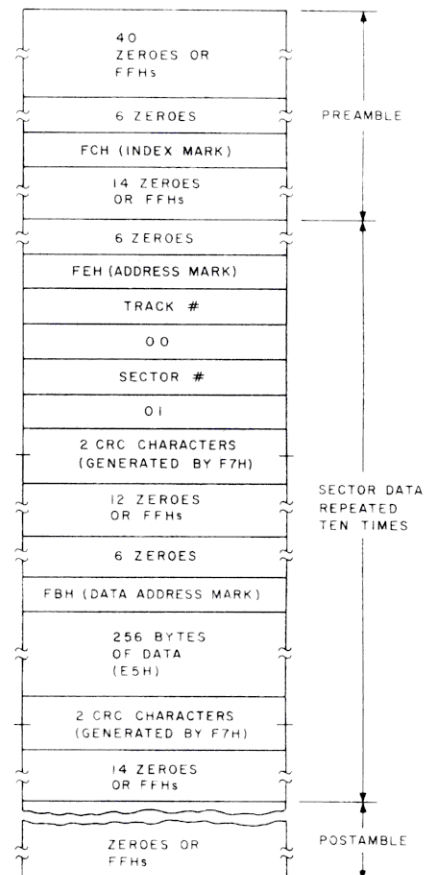 40
ZEROES OR
FFHs
6 ZEROES
FCH (INDEX MARK)
14 ZEROES
OR FFHs
PREAMBLE
6 ZEROES
FEH (ADDRESS MARK)
TRACK #
00
SECTOR #
01
2 CRC CHARACTERS
(GENERATED BY F7H)
12 ZEROES
OR FFHs
6 ZEROES
FBH (DATA ADDRESS MARK)
256 BYTES
OF DATA
(E5H)
2 CRC CHARACTERS
(GENERATED BY F7H)
14 ZEROES
OR FFHs
SECTOR DATA
REPEATED
TEN TIMES
ZEROES OR
FFHs
POSTAMBLE